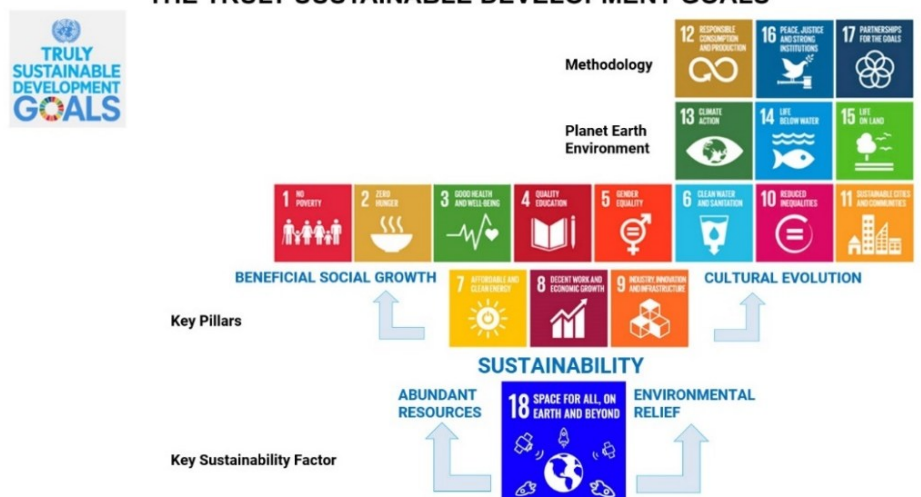 THE TRULY SUSTAINABLE DEVELOPMENT GOALS
TRULY
SUSTAINABLE
DEVELOPMENT
GOALS
Methodology
12 RESPONSIBLE
CONSUMPTION
AND PRODUCTION
16 PEACE, JUSTICE
AND STRONG
INSTITUTIONS
17 PARTNERSHIPS
FOR THE GOALS
Planet Earth
Environment
13 CLIMATE
ACTION
14 LIFE
BELOW WATER
15 LIFE
ON LAND
1 NO
POVERTY
2 ZERO
HUNGER
3 GOOD HEALTH
AND WELL-BEING
4 QUALITY
EDUCATION
5 GENDER
EQUALITY
6 CLEAN WATER
AND SANITATION
10 REDUCED
INEQUALITIES
11 SUSTAINABLE CITIES
AND COMMUNITIES
BENEFICIAL SOCIAL GROWTH
7 AFFORDABLE AND
CLEAN ENERGY
8 DECENT WORK AND
ECONOMIC GROWTH
9 INDUSTRY, INNOVATION
AND INFRASTRUCTURE
CULTURAL EVOLUTION
Key Pillars
SUSTAINABILITY
ABUNDANT
RESOURCES
18 SPACE FOR ALL, ON
EARTH AND BEYOND
ENVIRONMENTAL
RELIEF
Key Sustainability Factor